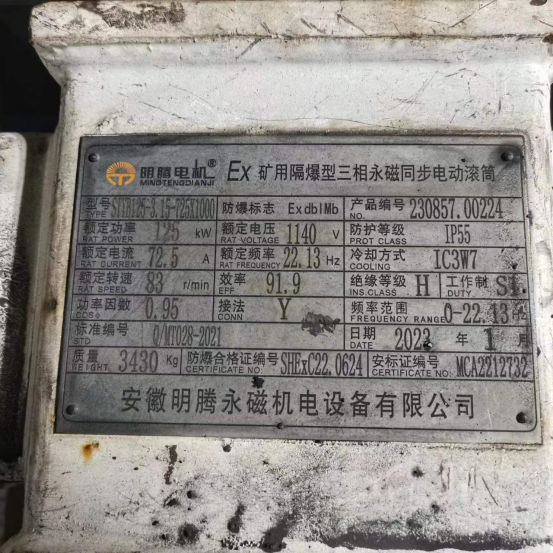 明腾电机® Ex 矿用隔爆型三相永磁同步电动滚筒
MINGTENGDIANJI
型号 TYPE 125-3.15-725X1000 防爆标志 ExdbIMb 产品编号 NO. 230857.00224
额定功率 RAT POWER 125 kW 额定电压 RAT VOLTAGE 1140 V 防护等级 PROT CLASS IP55
额定电流 RAT CURRENT 72.5 A 额定频率 RAT FREQUENCY 22.13 Hz 冷却方式 COOLING IC3W7
额定转速 RAT SPEED 83 r/min 效率 EFF 91.9 绝缘等级 INS.CLASS H 工作制 DUTY S1
功率因数 COSΦ 0.95 接法 CONN Y 频率范围 FREQUENCY RANGE 0-22.13
标准编号 STD Q/MT028-2021 日期 DATE 2023 年 1 月
质量 WEIGHT 3430 Kg 防爆合格证编号 CERTIFICATE NO. SHExC22.0624 安标证编号 CERTIFICATE NO. MCA2212732
安徽明腾永磁机电设备有限公司